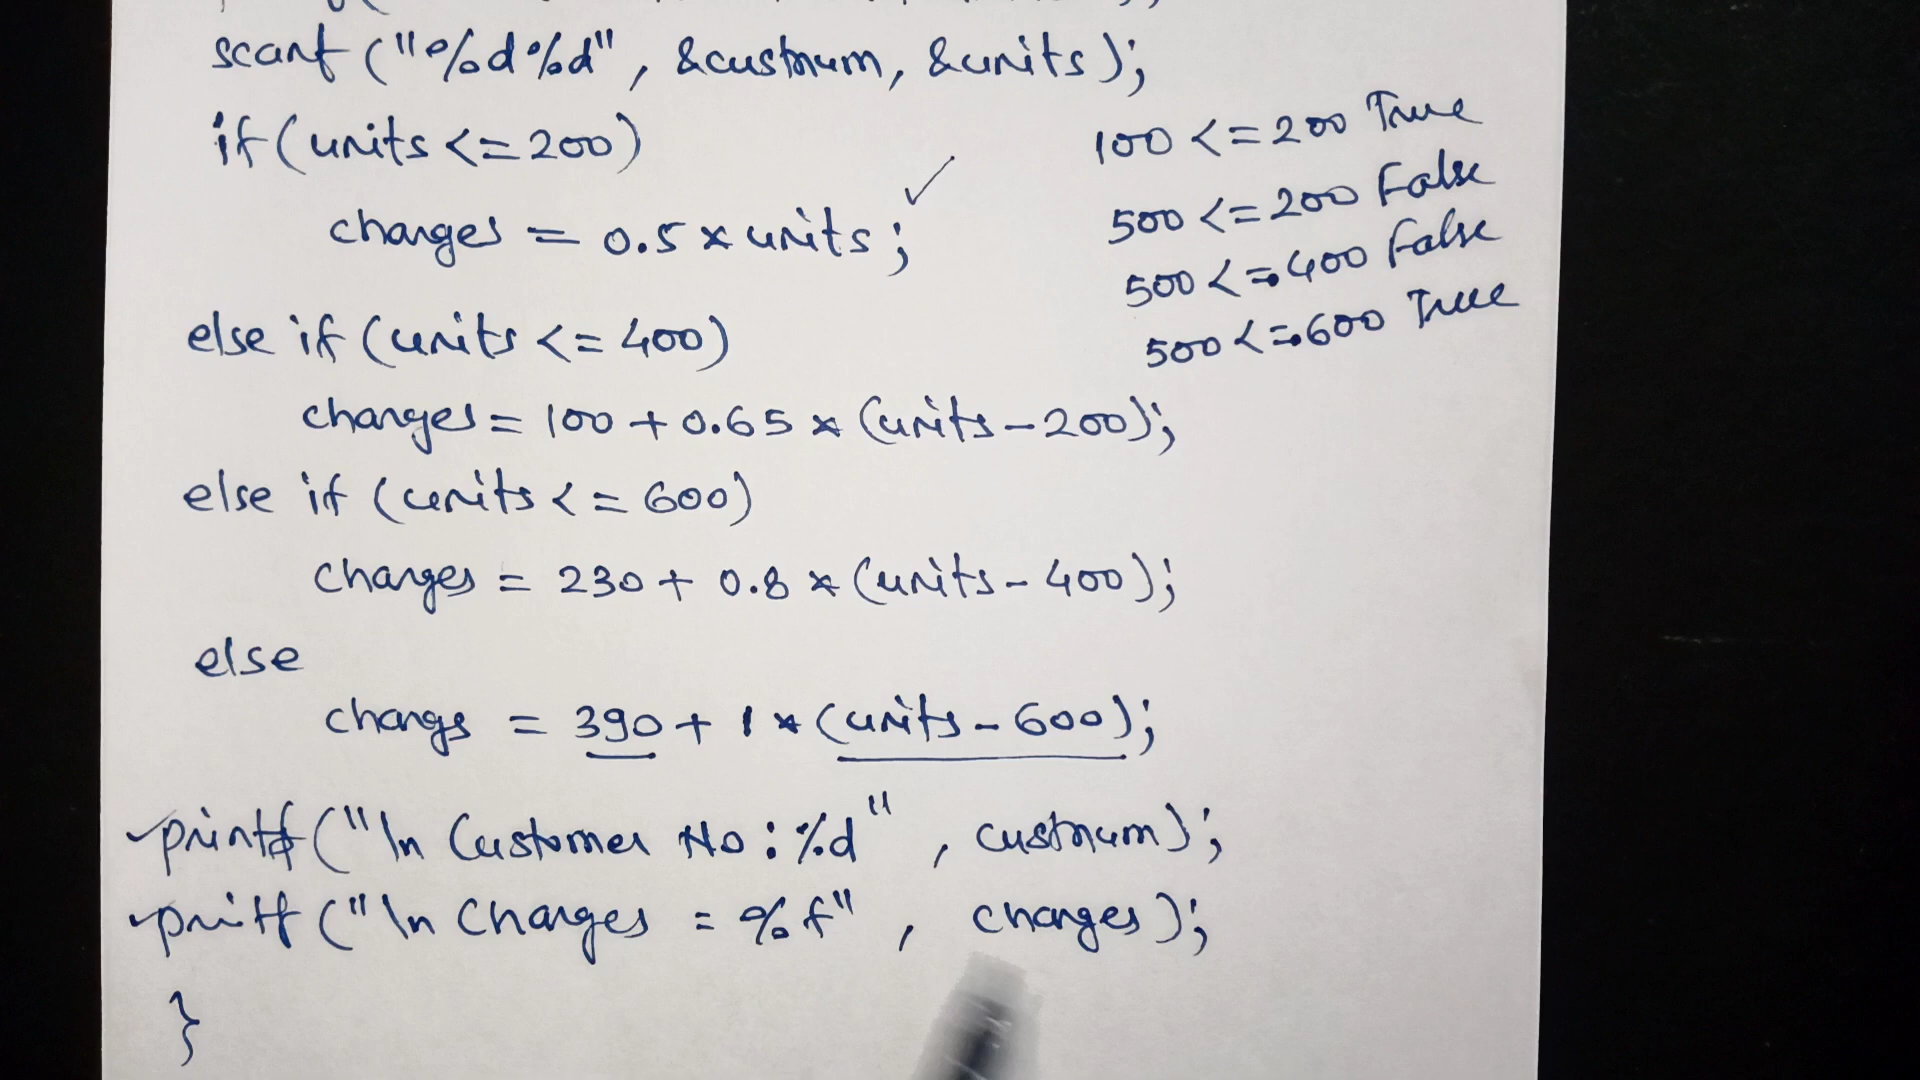 scanf ("%d%d", &custnum, &units);
if (units <= 200)
charges = 0.5 * units;
else if (units <= 400)
charges = 100 + 0.65 * (units - 200);
else if (units <= 600)
charges = 230 + 0.8 * (units - 400);
else
chargs = 390 + 1 * (units - 600);
printf ("\n Customer No : %d", custnum);
printf ("\n Charges = %f", charges);
}
100 <= 200 True
500 <= 200 False
500 <= 400 False
500 <= 600 True